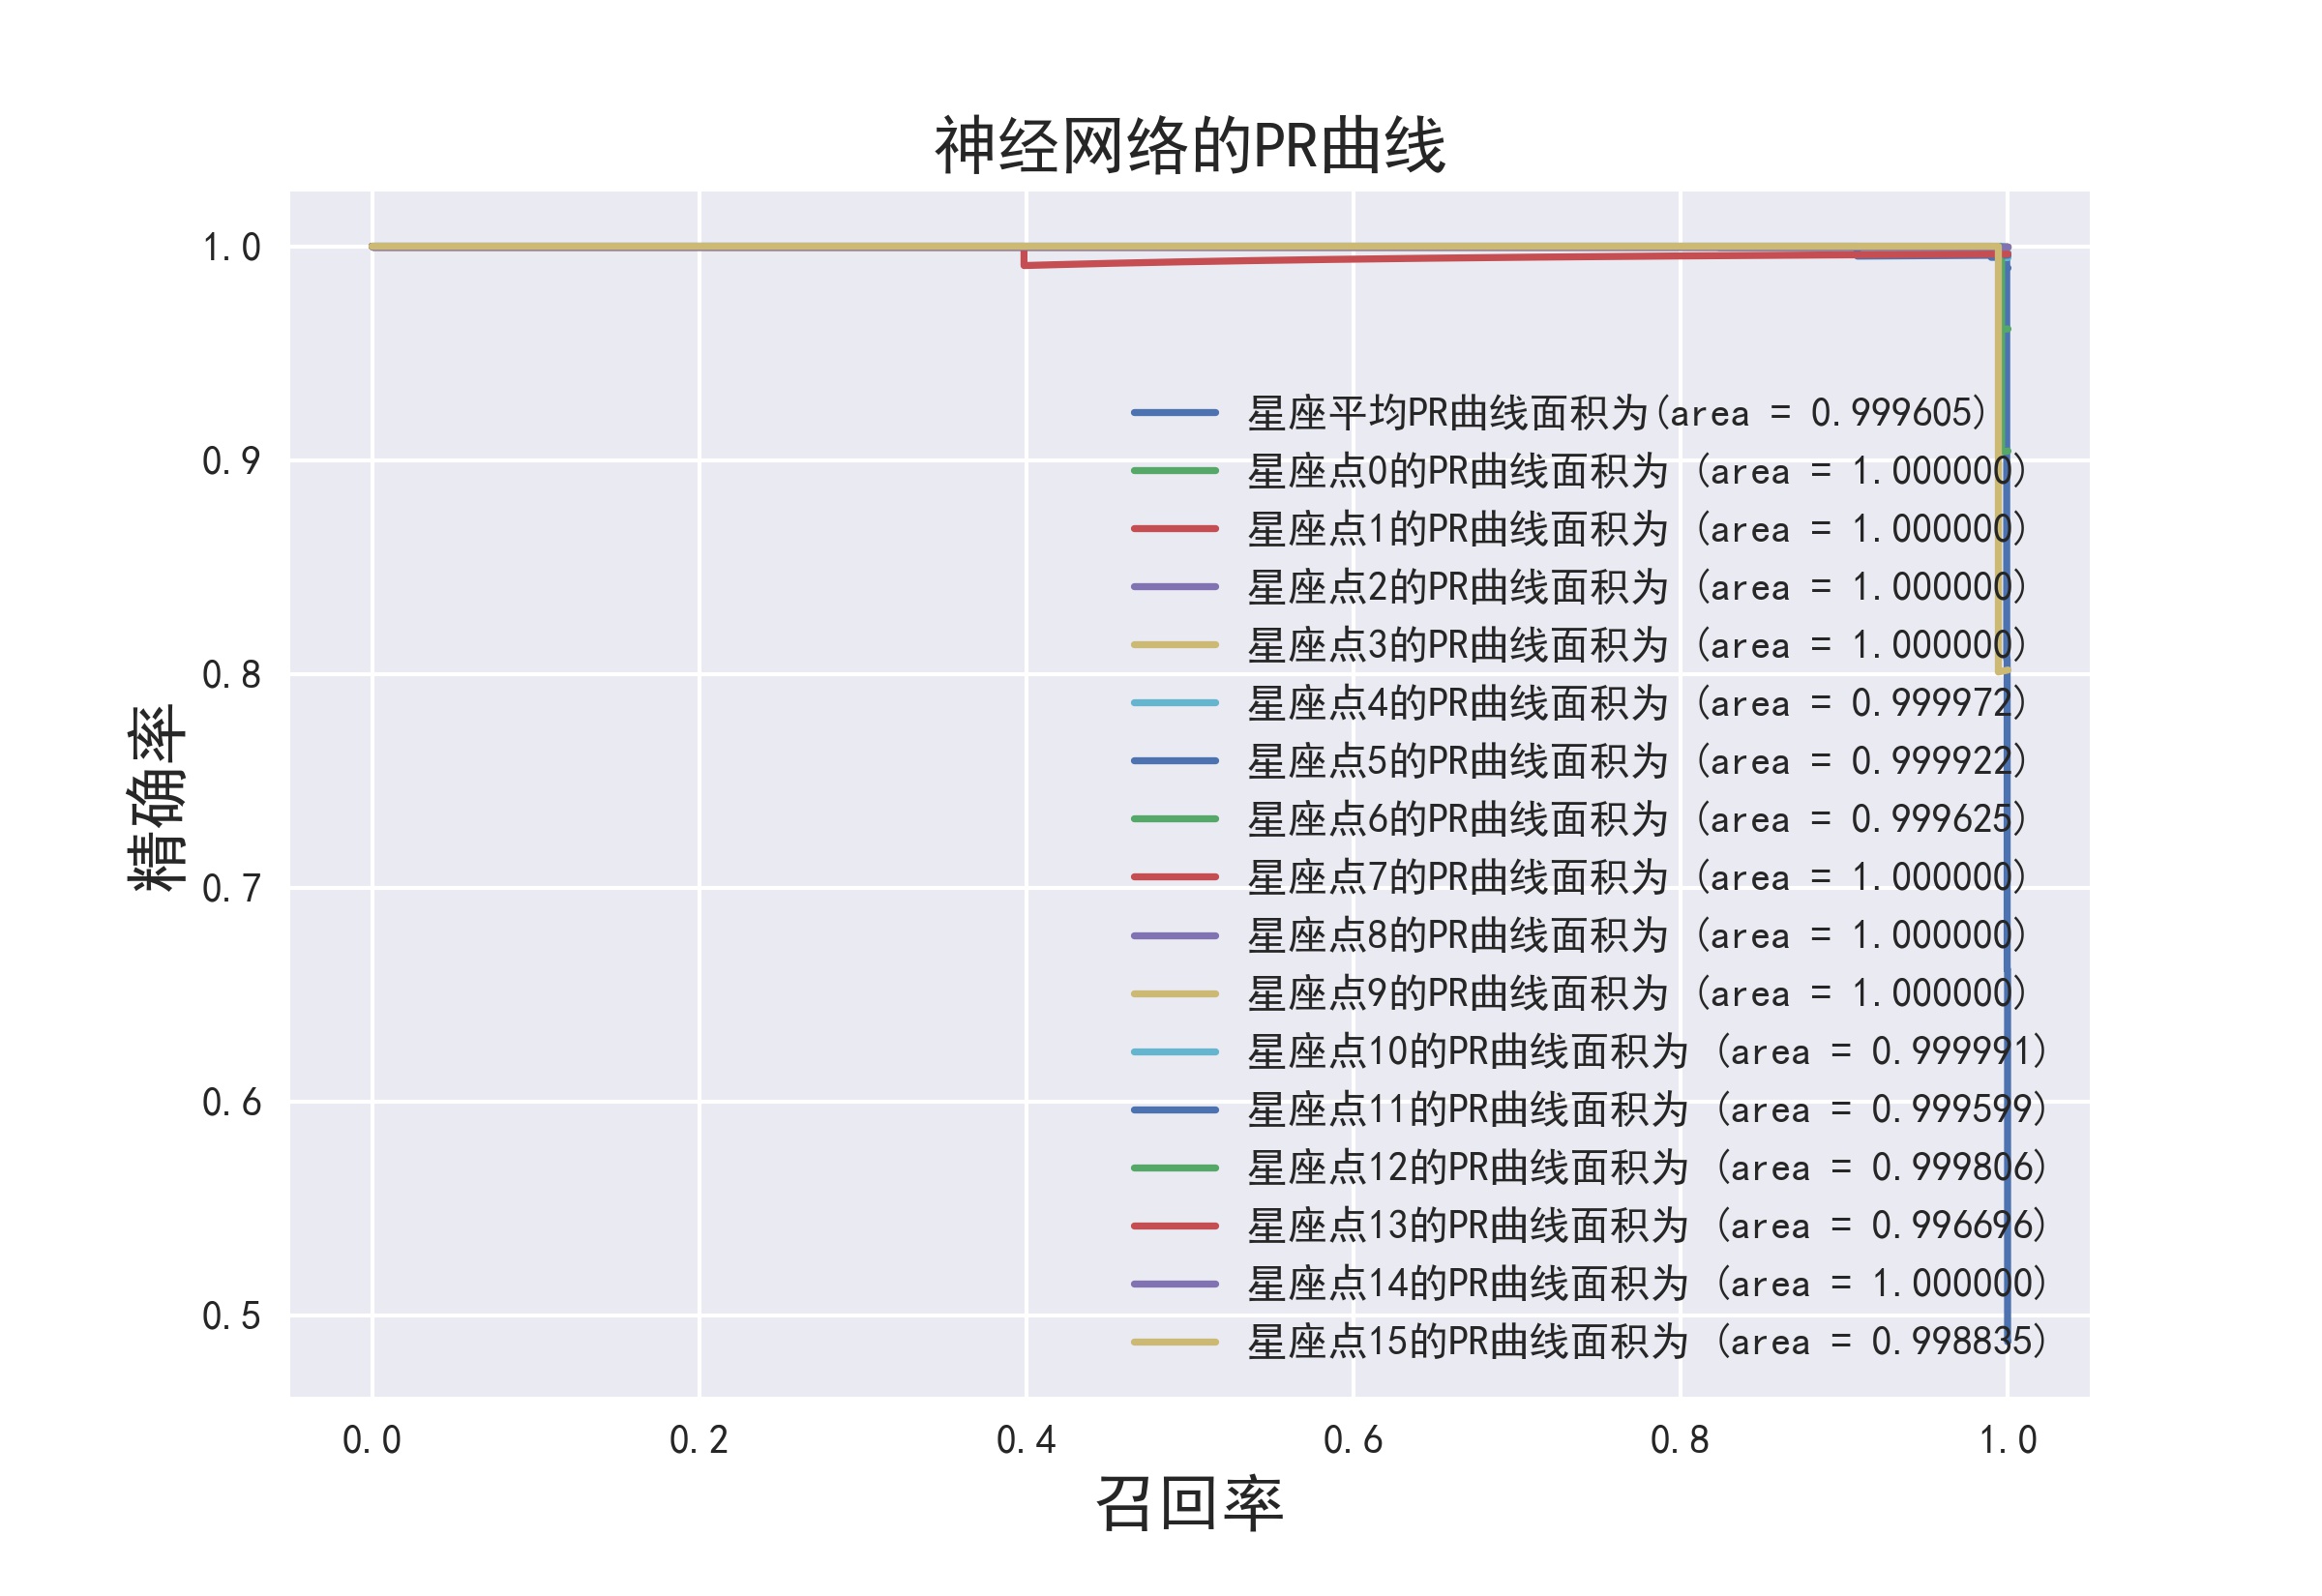 神经网络的PR曲线
1.0
0.9
0.8
0.7
0.6
0.5
精确率
星座平均PR曲线面积为(area = 0.999605)
星座点0的PR曲线面积为 (area = 1.000000)
星座点1的PR曲线面积为 (area = 1.000000)
星座点2的PR曲线面积为 (area = 1.000000)
星座点3的PR曲线面积为 (area = 1.000000)
星座点4的PR曲线面积为 (area = 0.999972)
星座点5的PR曲线面积为 (area = 0.999922)
星座点6的PR曲线面积为 (area = 0.999625)
星座点7的PR曲线面积为 (area = 1.000000)
星座点8的PR曲线面积为 (area = 1.000000)
星座点9的PR曲线面积为 (area = 1.000000)
星座点10的PR曲线面积为 (area = 0.999991)
星座点11的PR曲线面积为 (area = 0.999599)
星座点12的PR曲线面积为 (area = 0.999806)
星座点13的PR曲线面积为 (area = 0.996696)
星座点14的PR曲线面积为 (area = 1.000000)
星座点15的PR曲线面积为 (area = 0.998835)
0.0 0.2 0.4 0.6 0.8 1.0
召回率